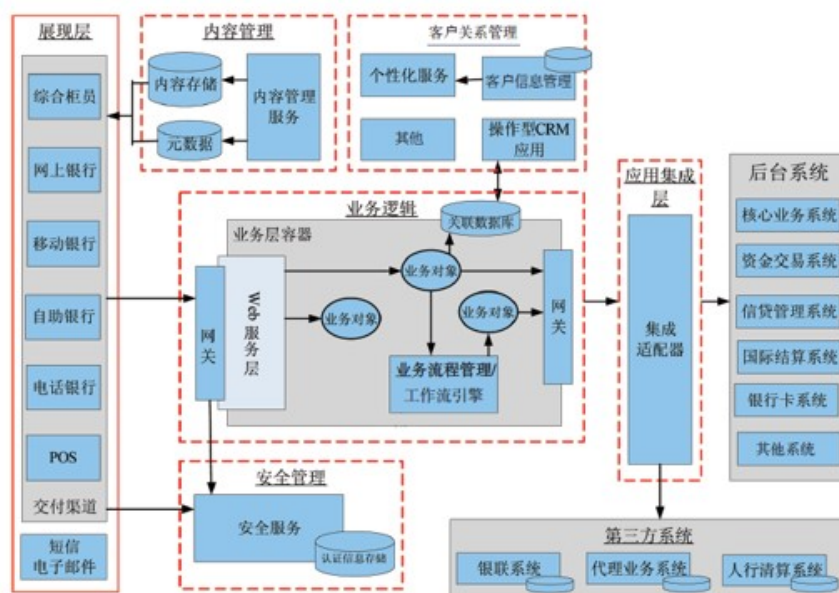 展现层
综合柜员
网上银行
移动银行
自助银行
电话银行
POS
交付渠道
短信
电子邮件
内容管理
内容存储
元数据
内容管理
服务
客户关系管理
个性化服务
客户信息管理
其他
操作型CRM
应用
业务逻辑
关联数据库
业务层容器
网关
Web 服务层
业务对象
业务对象
业务对象
业务流程管理/
工作流引擎
网关
安全管理
安全服务
认证信息存储
应用集成
层
集成
适配器
后台系统
核心业务系统
资金交易系统
信贷管理系统
国际结算系统
银行卡系统
其他系统
第三方系统
银联系统
代理业务系统
人行清算系统